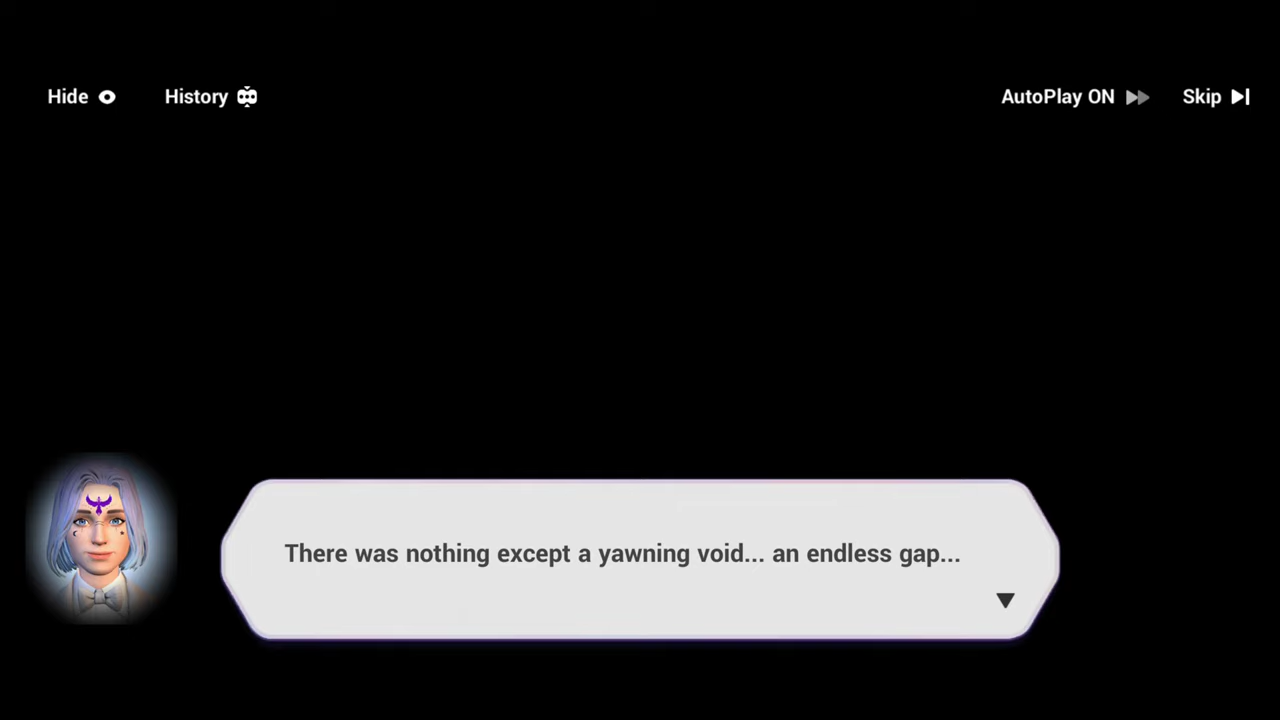 Hide
History
AutoPlay ON
Skip
There was nothing except a yawning void... an endless gap...